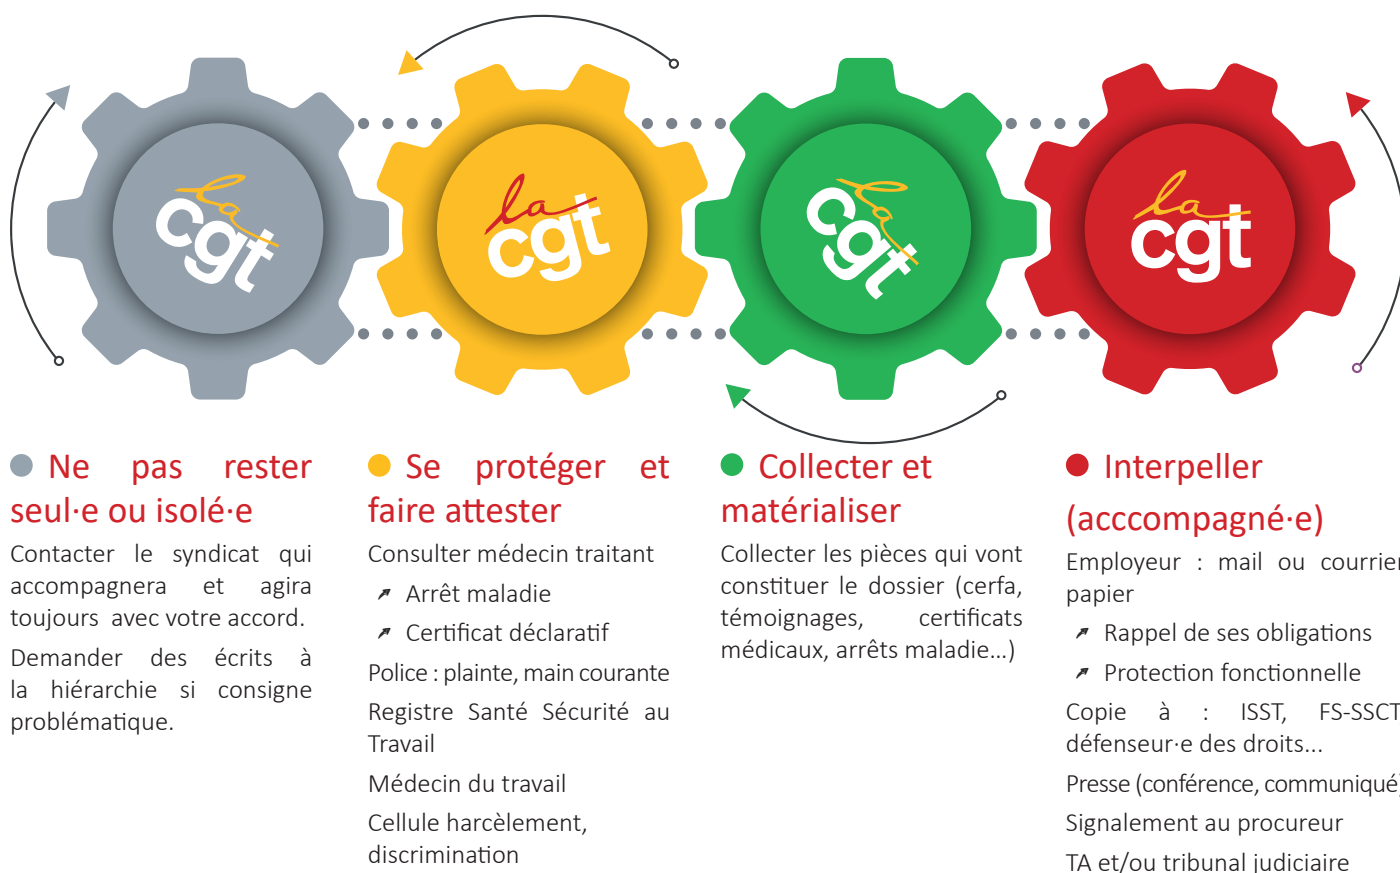 la
cgt
la
cgt
la
cgt
la
cgt
Ne pas rester
seul·e ou isolé·e
Contacter le syndicat qui
accompagnera et agira
toujours avec votre accord.
Demander des écrits à
la hiérarchie si consigne
problématique.
Se protéger et
faire attester
Consulter médecin traitant
Arrêt maladie
Certificat déclaratif
Police : plainte, main courante
Registre Santé Sécurité au
Travail
Médecin du travail
Cellule harcèlement,
discrimination
Collecter et
matérialiser
Collecter les pièces qui vont
constituer le dossier (cerfa,
témoignages, certificats
médicaux, arrêts maladie...)
Interpeller
(acccompagné·e)
Employeur : mail ou courrier
papier
Rappel de ses obligations
Protection fonctionnelle
Copie à : ISST, FS-SSCT
défenseur·e des droits...
Presse (conférence, communiqué)
Signalement au procureur
TA et/ou tribunal judiciaire